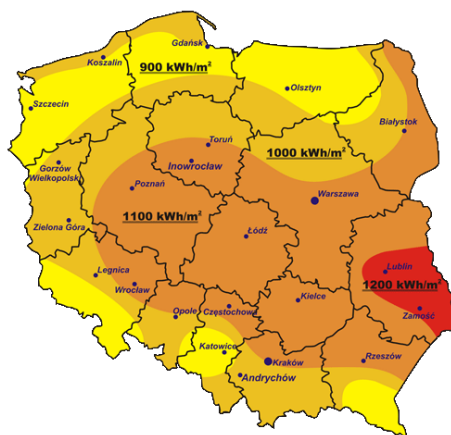 Gdańsk
Koszalin
900 kWh/m²
Olsztyn
Szczecin
Białystok
Toruń
1000 kWh/m²
Inowrocław
Gorzów
Wielkopolski
Poznań
Warszawa
1100 kWh/m²
Zielona Góra
Łódź
Lublin
Legnica
1200 kWh/m²
Wrocław
Kielce
Opole
Częstochowa
Zamość
Katowice
Kraków
Rzeszów
Andrychów